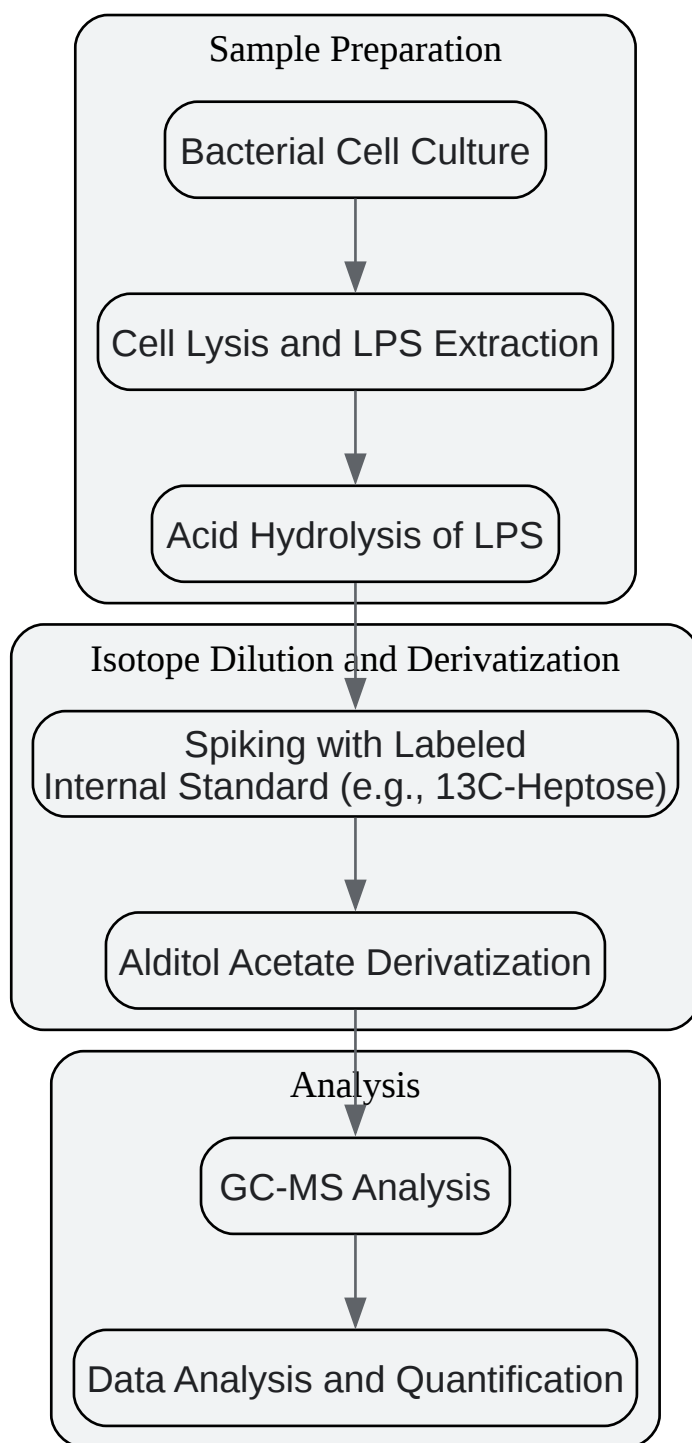 Sample Preparation
Bacterial Cell Culture
Cell Lysis and LPS Extraction
Acid Hydrolysis of LPS
Isotope Dilution and Derivatization
Spiking with Labeled
Internal Standard (e.g., 13C-Heptose)
Alditol Acetate Derivatization
Analysis
GC-MS Analysis
Data Analysis and Quantification